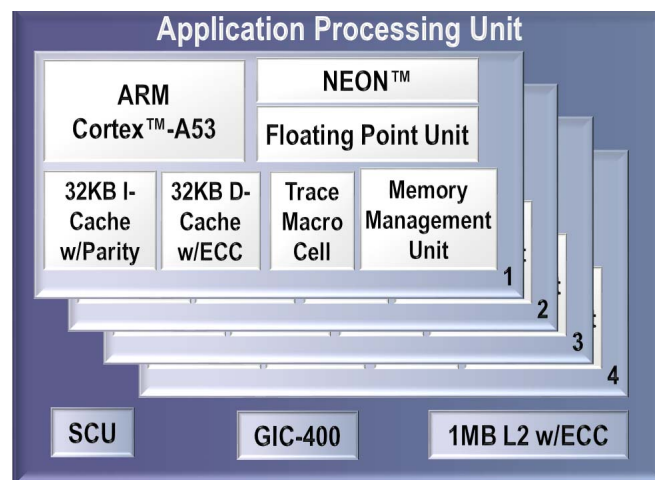 Application Processing Unit
ARM
Cortex™-A53
NEON™
Floating Point Unit
32KB I-
Cache
w/Parity
32KB D-
Cache
w/ECC
Trace
Macro
Cell
Memory
Management
Unit
1
2
3
4
SCU
GIC-400
1MB L2 w/ECC